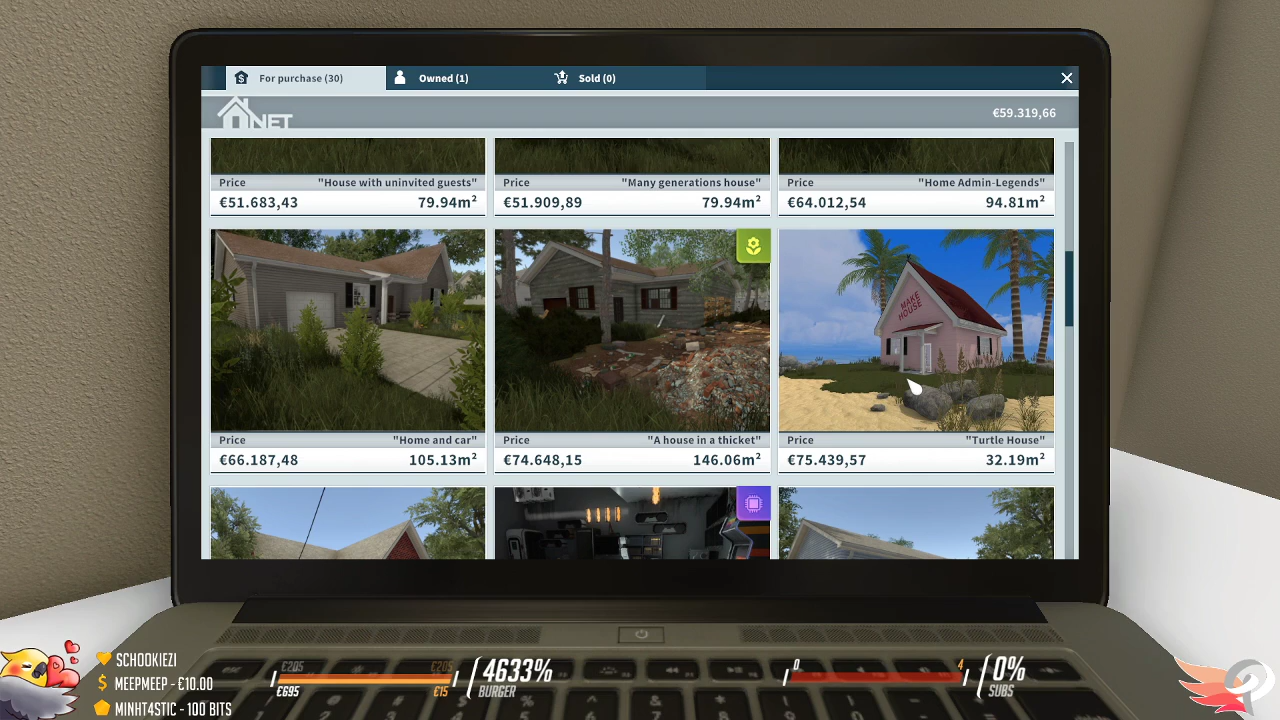 For purchase (30)
Owned (1)
Sold (0)
NET
€59.319,66
Price "House with uninvited guests"
€51.683,43 79.94m²
Price "Many generations house"
€51.909,89 79.94m²
Price "Home Admin-Legends"
€64.012,54 94.81m²
MAKE
HOUSE
Price "Home and car"
€66.187,48 105.13m²
Price "A house in a thicket"
€74.648,15 146.06m²
Price "Turtle House"
€75.439,57 32.19m²
SCHOOKIEZI
MEEPMEEP - €10.00
MINHT4STIC - 100 BITS
€205 €205
€695 €15
4633%
BURGER
0 4
0%
SUBS